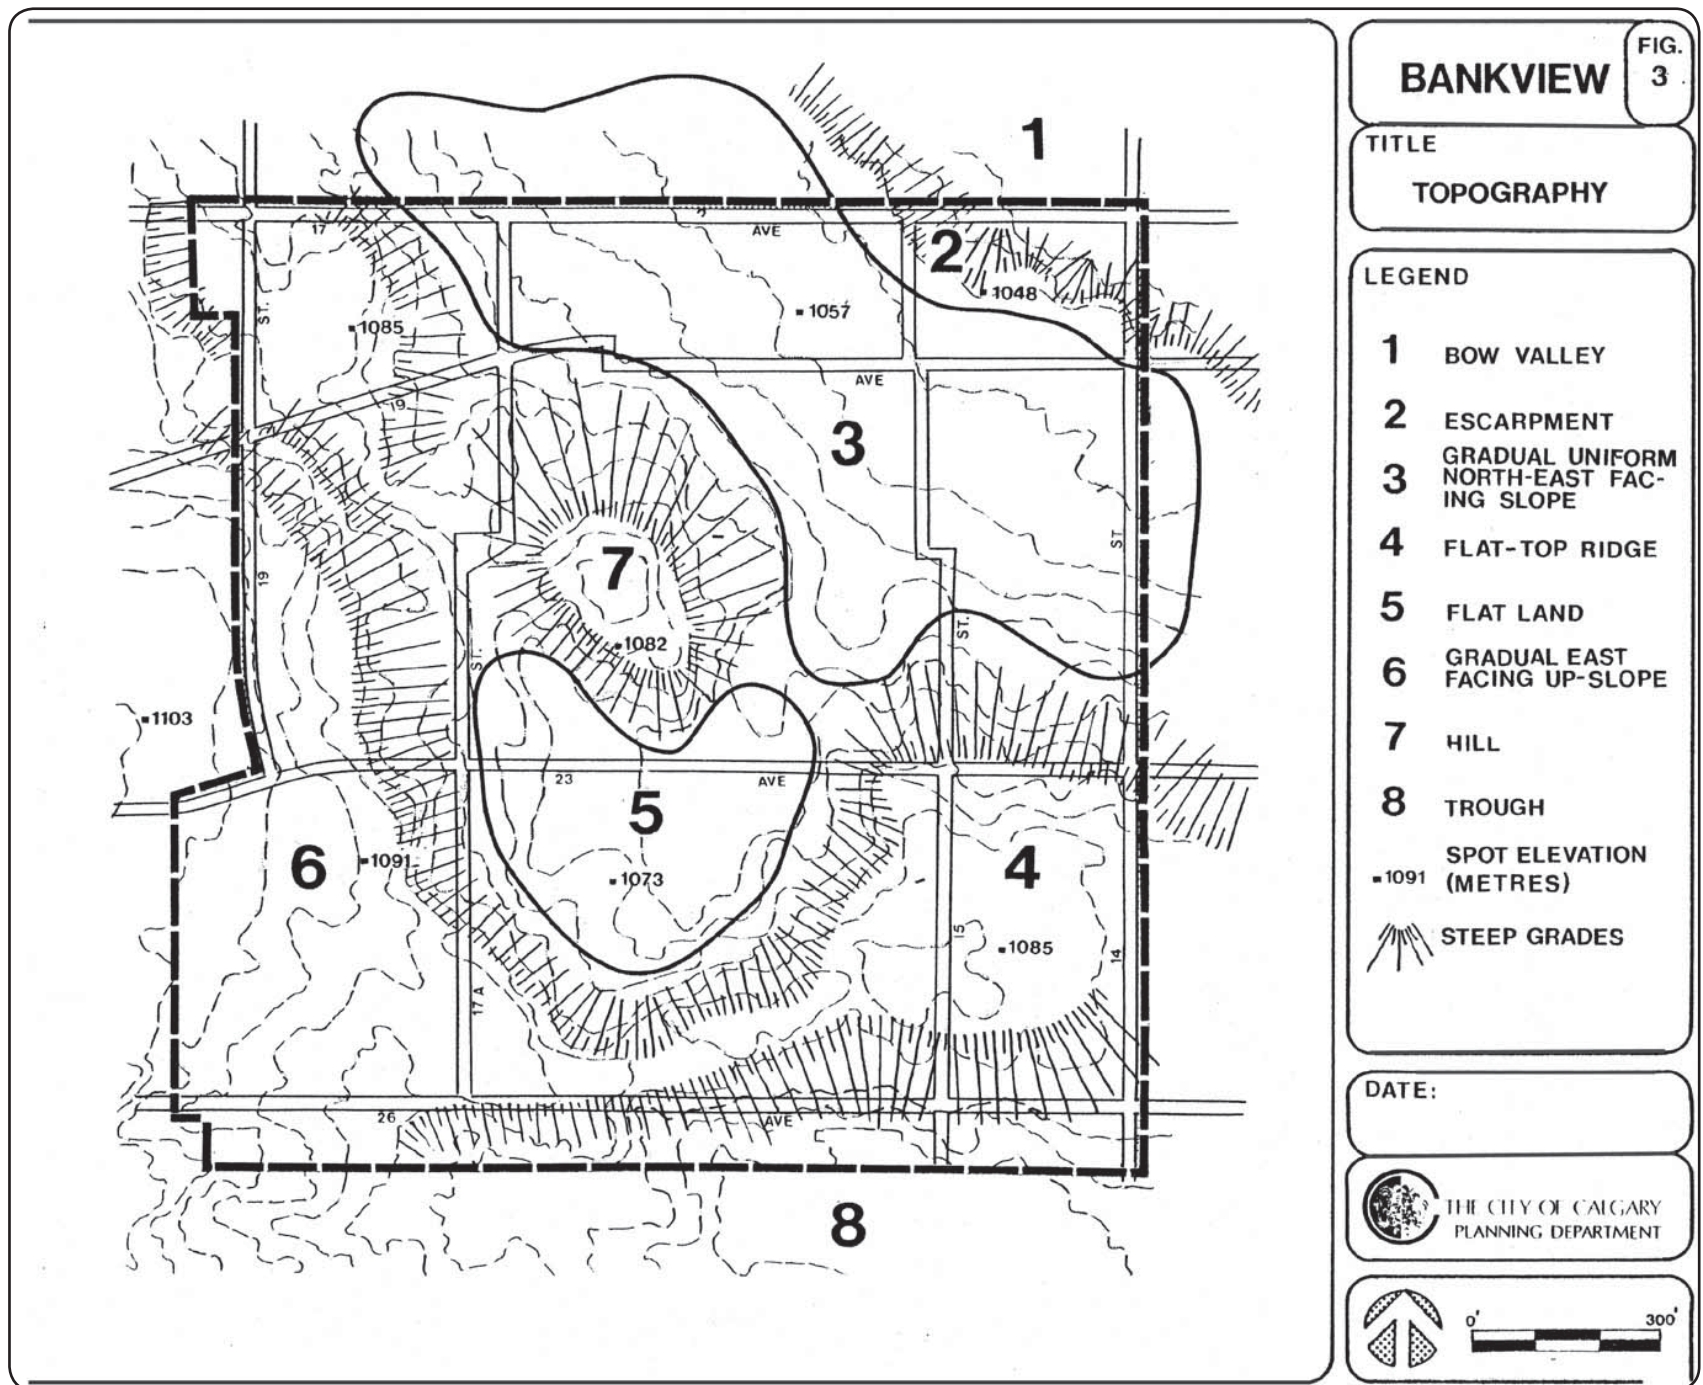 FIG.
3
BANKVIEW
TITLE
TOPOGRAPHY
LEGEND
1 BOW VALLEY
2 ESCARPMENT
3 GRADUAL UNIFORM
NORTH-EAST FAC-
ING SLOPE
4 FLAT-TOP RIDGE
5 FLAT LAND
6 GRADUAL EAST
FACING UP-SLOPE
7 HILL
8 TROUGH
1091 SPOT ELEVATION
(METRES)
STEEP GRADES
DATE:
THE CITY OF CALGARY
PLANNING DEPARTMENT
0' 300'
1
17
AVE
2
1048
ST.
1085
1057
19
AVE
3
ST
19
7
1082
ST.
ST.
1103
23
AVE
5
6
1091
1073
4
15
1085
14
17A
26
AVE
8